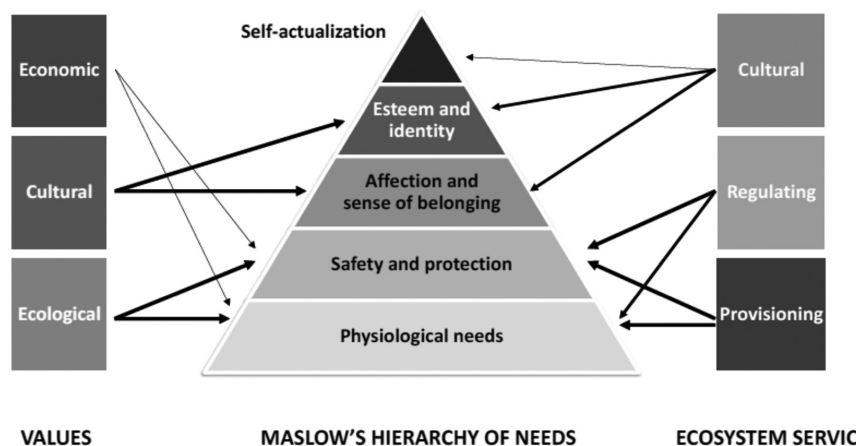 Self-actualization
Economic
Cultural
Ecological
Esteem and
identity
Affection and
sense of belonging
Safety and protection
Physiological needs
Cultural
Regulating
Provisioning
VALUES
MASLOW'S HIERARCHY OF NEEDS
ECOSYSTEM SERVIC